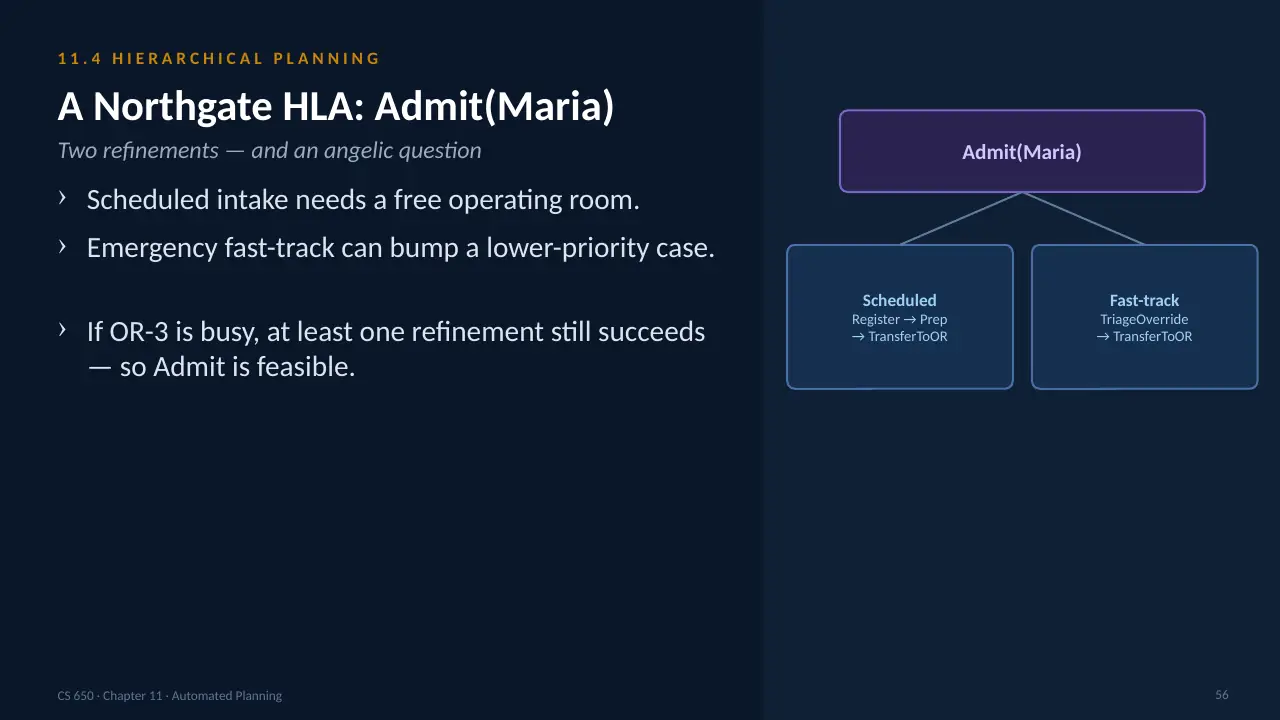 11.4 HIERARCHICAL PLANNING
A Northgate HLA: Admit(Maria)
Two refinements — and an angelic question
› Scheduled intake needs a free operating room.
› Emergency fast-track can bump a lower-priority case.
› If OR-3 is busy, at least one refinement still succeeds
— so Admit is feasible.
Admit(Maria)
Scheduled
Register → Prep
→ TransferToOR
Fast-track
TriageOverride
→ TransferToOR
CS 650 · Chapter 11 · Automated Planning
56